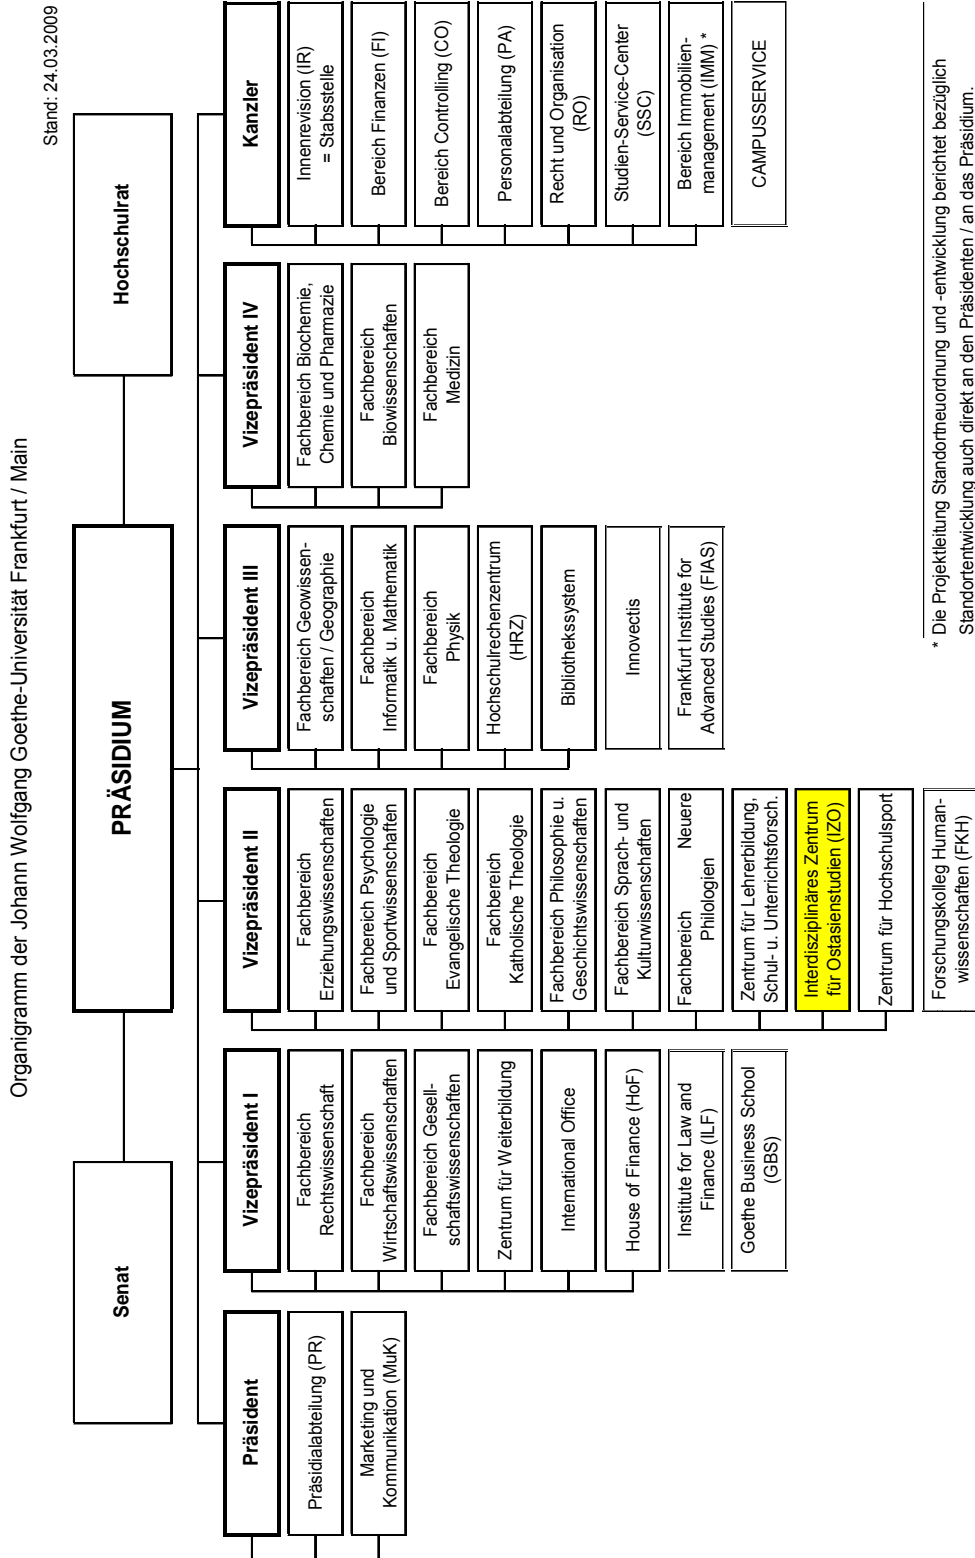 Organigramm der Johann Wolfgang Goethe-Universität Frankfurt / Main
Stand: 24.03.2009
Senat
PRÄSIDIUM
Hochschulrat
Präsident
Präsidialabteilung (PR)
Marketing und
Kommunikation (MuK)
Vizepräsident I
Fachbereich
Rechtswissenschaft
Fachbereich
Wirtschaftswissenschaften
Fachbereich Gesell-
schaftswissenschaften
Zentrum für Weiterbildung
International Office
House of Finance (HoF)
Institute for Law and
Finance (ILF)
Goethe Business School
(GBS)
Vizepräsident II
Fachbereich
Erziehungswissenschaften
Fachbereich Psychologie
und Sportwissenschaften
Fachbereich
Evangelische Theologie
Fachbereich
Katholische Theologie
Fachbereich Philosophie u.
Geschichtswissenschaften
Fachbereich Sprach- und
Kulturwissenschaften
Fachbereich Neuere
Philologien
Zentrum für Lehrerbildung,
Schul- u. Unterrichtsforsch.
Interdisziplinäres Zentrum
für Ostasienstudien (IZO)
Zentrum für Hochschulsport
Forschungskolleg Human-
wissenschaften (FKH)
Vizepräsident III
Fachbereich Geowissen-
schaften / Geographie
Fachbereich
Informatik u. Mathematik
Fachbereich
Physik
Hochschulrechenzentrum
(HRZ)
Bibliothekssystem
Innovectis
Frankfurt Institute for
Advanced Studies (FIAS)
Vizepräsident IV
Fachbereich Biochemie,
Chemie und Pharmazie
Fachbereich
Biowissenschaften
Fachbereich
Medizin
Kanzler
Innenrevision (IR)
= Stabsstelle
Bereich Finanzen (FI)
Bereich Controlling (CO)
Personalabteilung (PA)
Recht und Organisation
(RO)
Studien-Service-Center
(SSC)
Bereich Immobilien-
management (IMM) *
CAMPUSSERVICE
* Die Projektleitung Standortneuordnung und -entwicklung berichtet bezüglich
Standortentwicklung auch direkt an den Präsidenten / an das Präsidium.